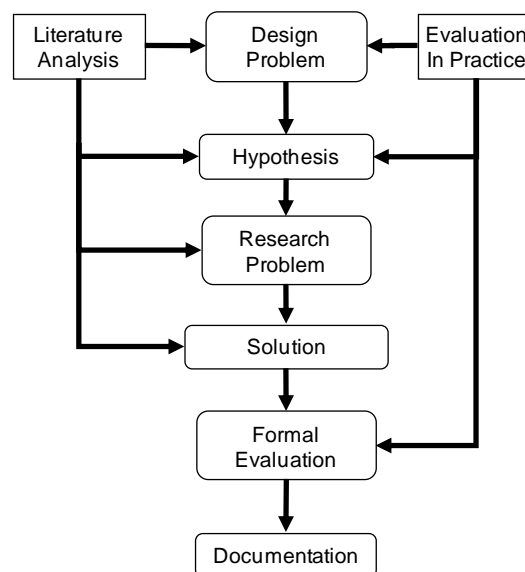 Literature
Analysis
Design
Problem
Evaluation
In Practice
Hypothesis
Research
Problem
Solution
Formal
Evaluation
Documentation